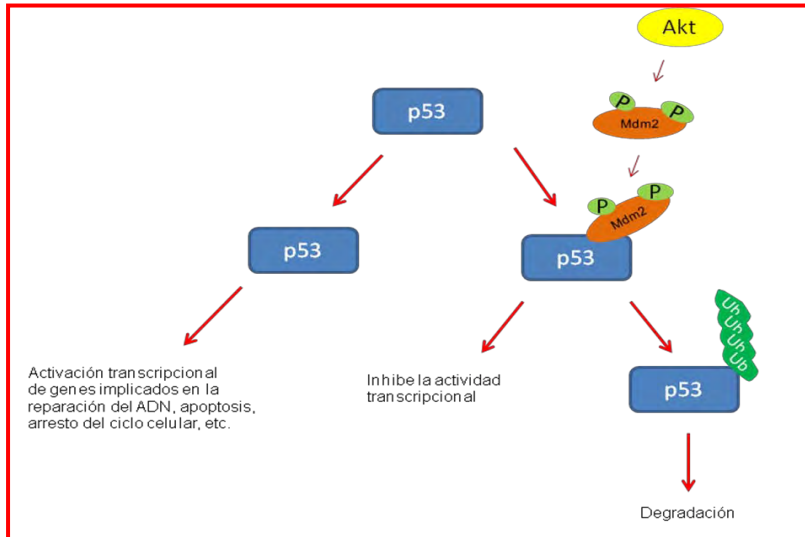 Akt
P P
Mdm2
p53
P P
Mdm2
p53
p53
Ub
Ub
Ub
Ub
p53
Activación transcripcional
de genes implicados en la
reparación del ADN, apoptosis,
arresto del ciclo celular, etc.
Inhibe la actividad
transcripcional
Degradación